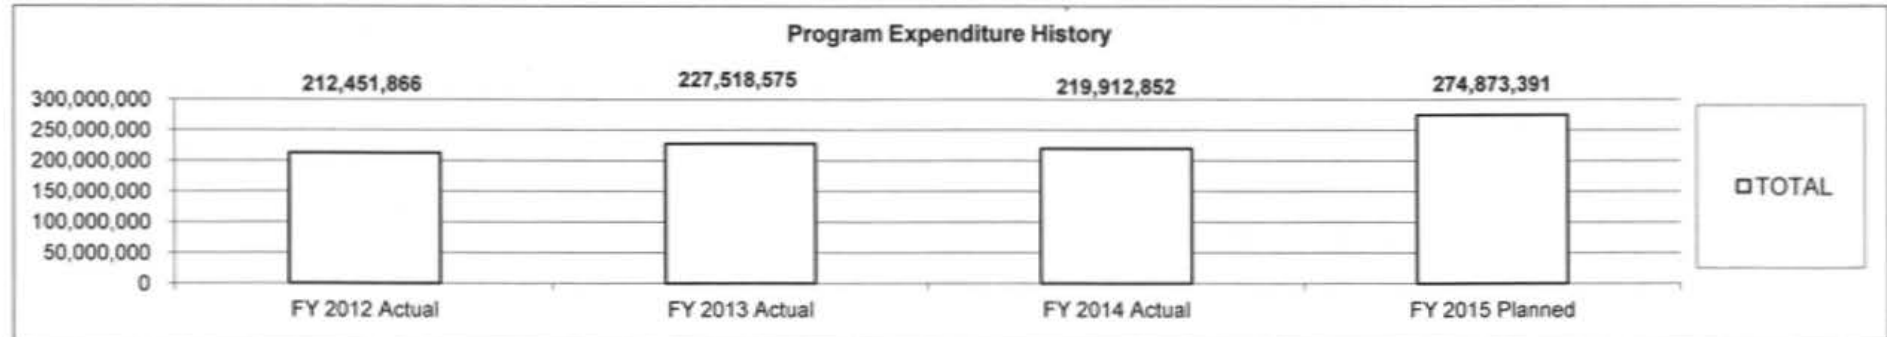 Program Expenditure History
212,451,866
227,518,575
219,912,852
274,873,391
300,000,000
250,000,000
200,000,000
150,000,000
100,000,000
50,000,000
0
FY 2012 Actual
FY 2013 Actual
FY 2014 Actual
FY 2015 Planned
TOTAL